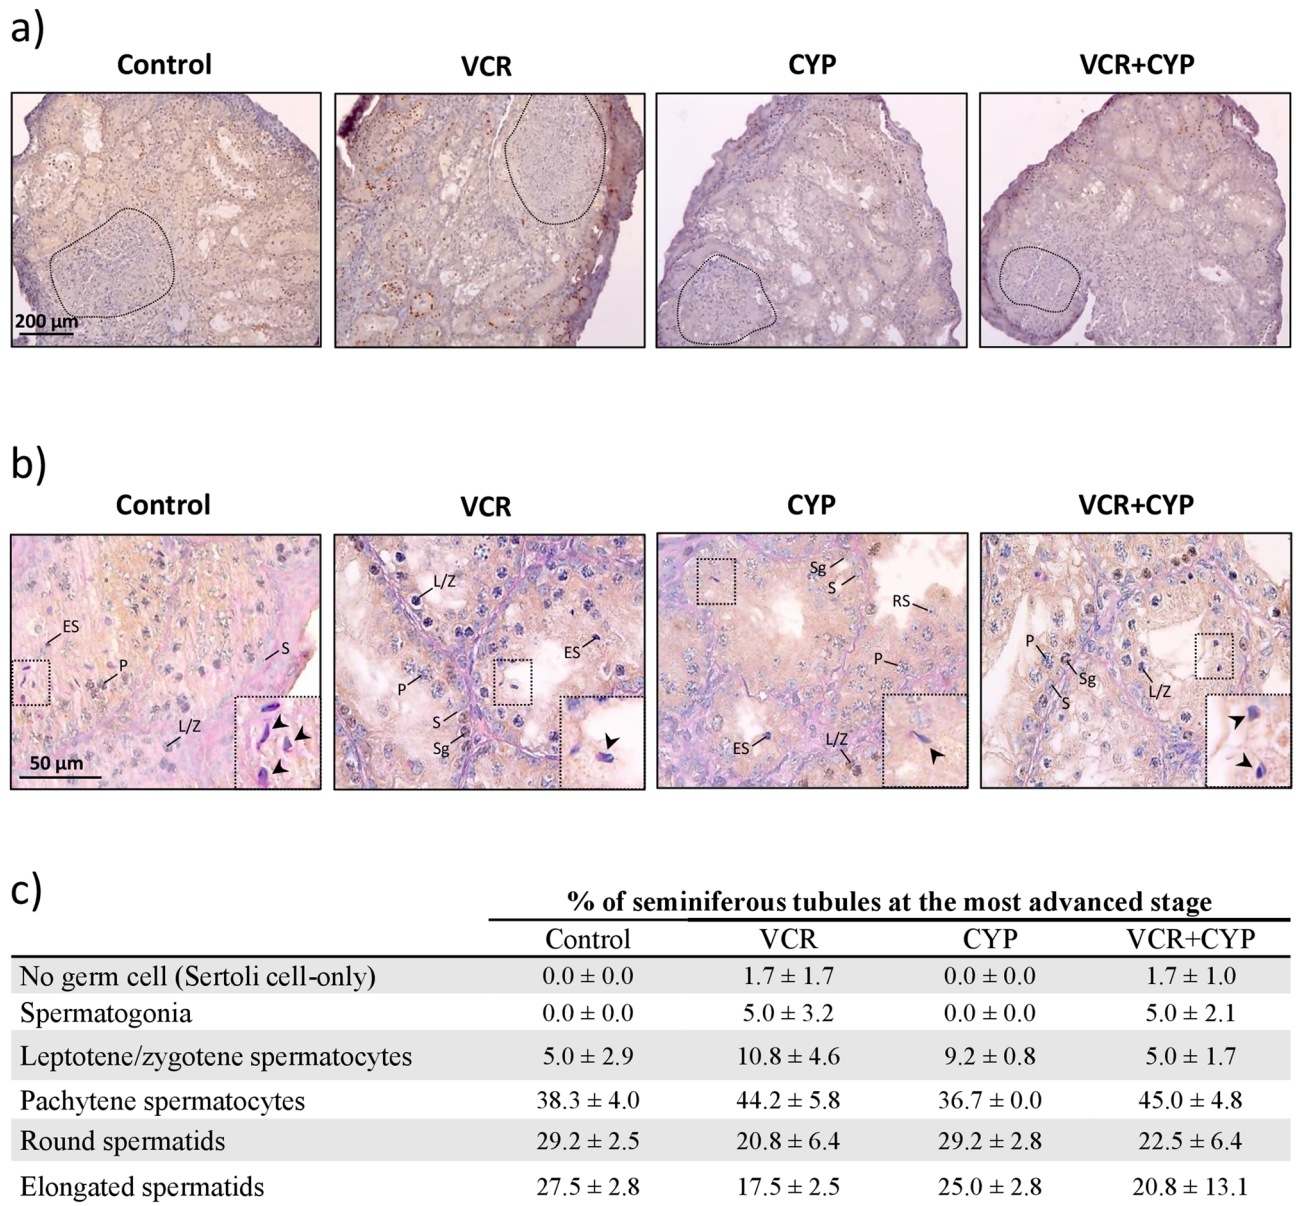 a)
Control VCR CYP VCR+CYP
200 μm
b)
Control VCR CYP VCR+CYP
ES P S L/Z
50 μm
L/Z ES P S Sg
Sg S RS P ES L/Z
P Sg S L/Z
c)
% of seminiferous tubules at the most advanced stage
Control VCR CYP VCR+CYP
No germ cell (Sertoli cell-only) 0.0 ± 0.0 1.7 ± 1.7 0.0 ± 0.0 1.7 ± 1.0
Spermatogonia 0.0 ± 0.0 5.0 ± 3.2 0.0 ± 0.0 5.0 ± 2.1
Leptotene/zygotene spermatocytes 5.0 ± 2.9 10.8 ± 4.6 9.2 ± 0.8 5.0 ± 1.7
Pachytene spermatocytes 38.3 ± 4.0 44.2 ± 5.8 36.7 ± 0.0 45.0 ± 4.8
Round spermatids 29.2 ± 2.5 20.8 ± 6.4 29.2 ± 2.8 22.5 ± 6.4
Elongated spermatids 27.5 ± 2.8 17.5 ± 2.5 25.0 ± 2.8 20.8 ± 13.1